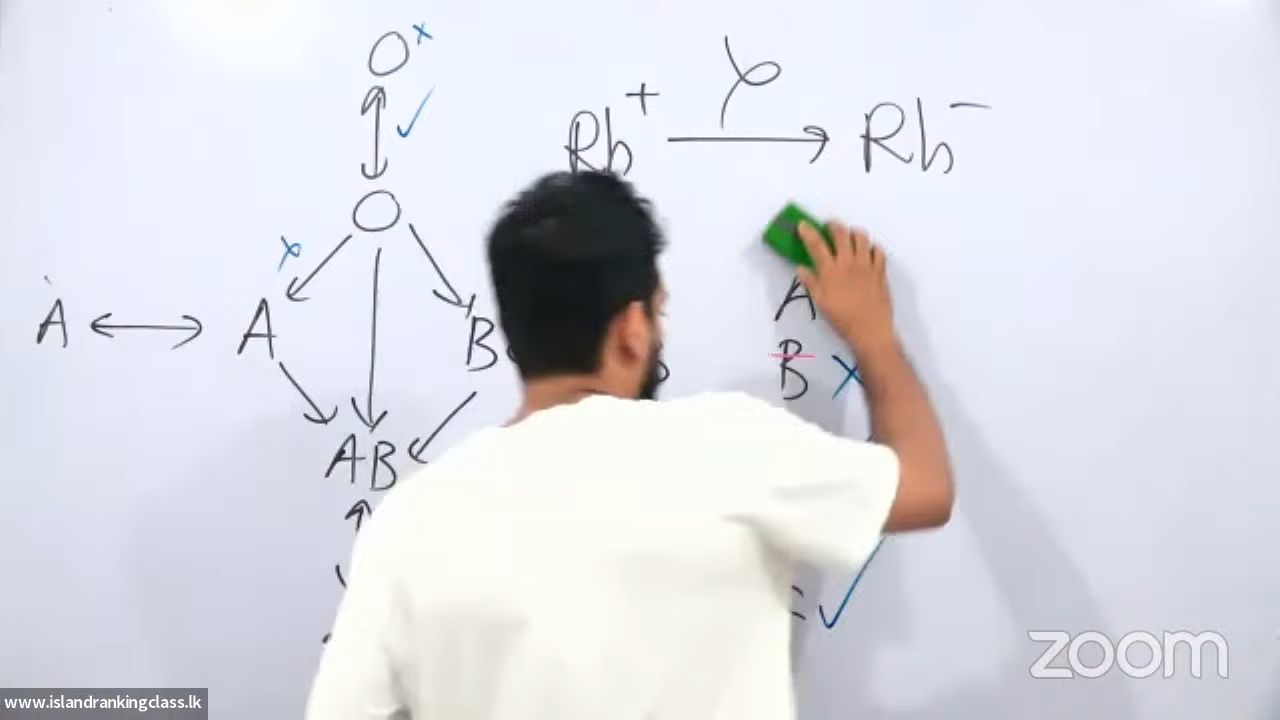 O x
✓
Rh+ → Rh-
O
x
A ↔ A
B
A
B x
AB
✓
zoom
www.islandrankingclass.lk